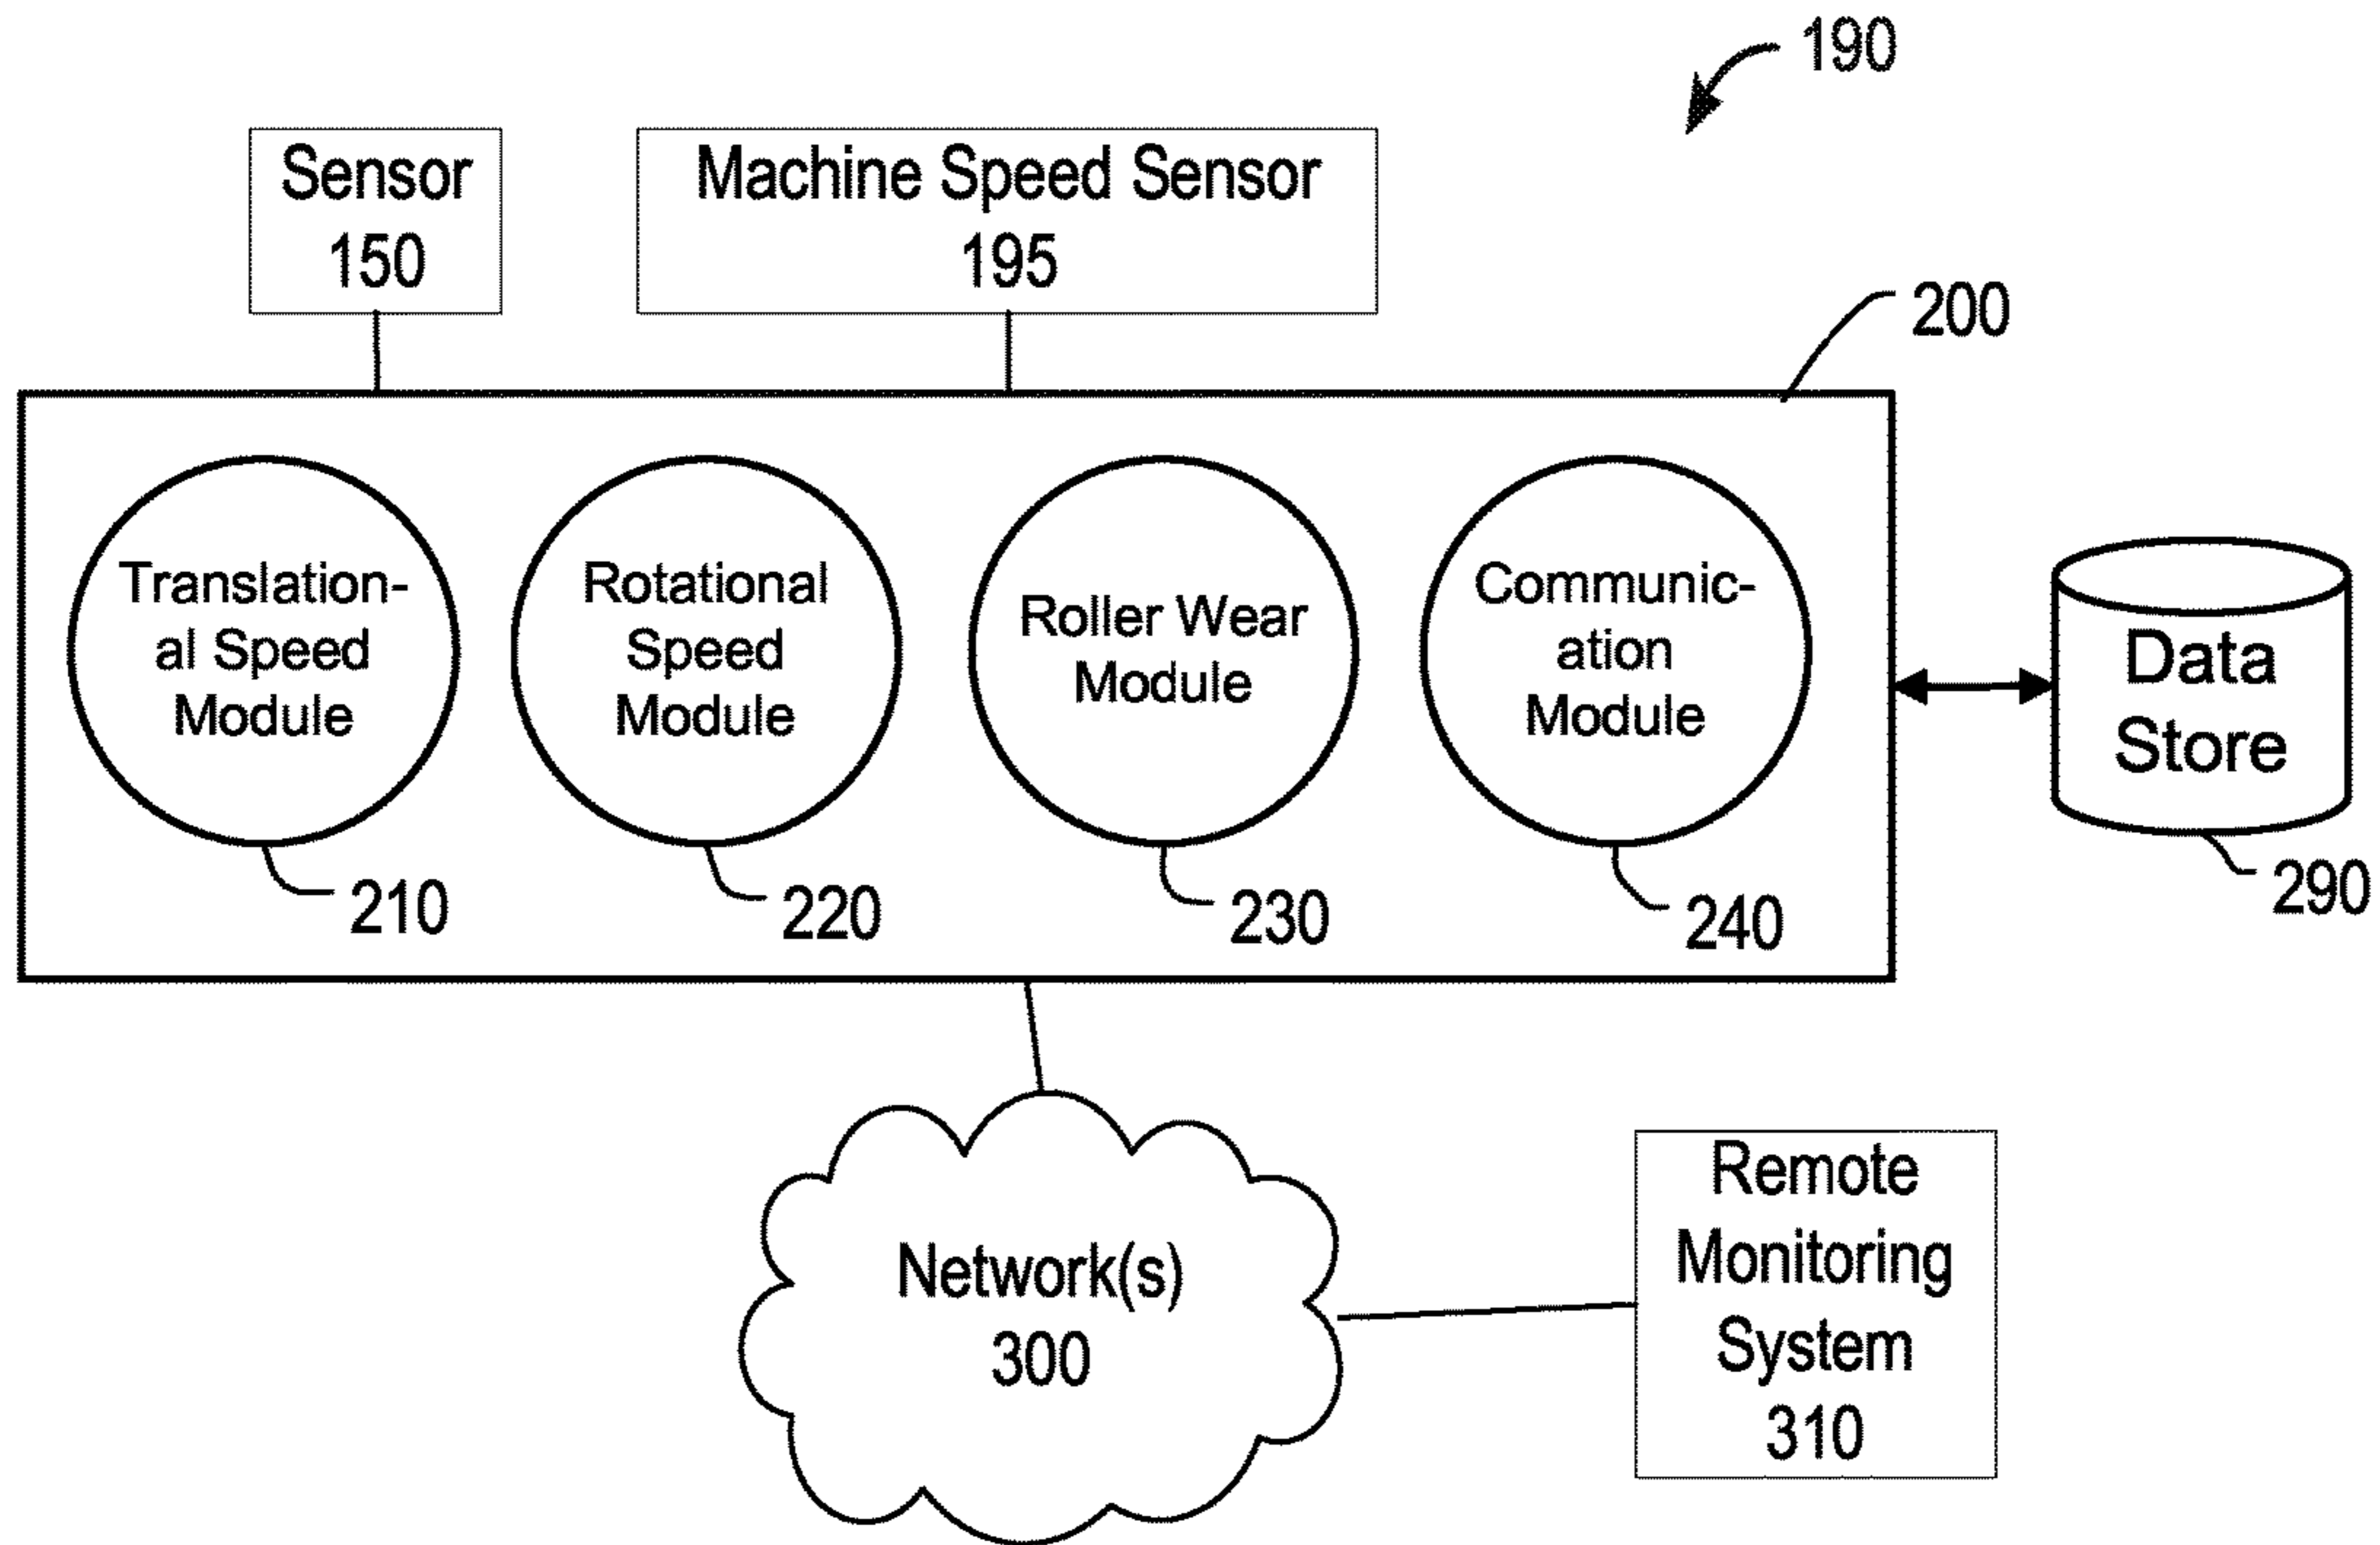 190
Sensor
150
Machine Speed Sensor
195
200
Translation-
al Speed
Module
Rotational
Speed
Module
Roller Wear
Module
Communic-
ation
Module
Data
Store
210
220
230
240
290
Network(s)
300
Remote
Monitoring
System
310